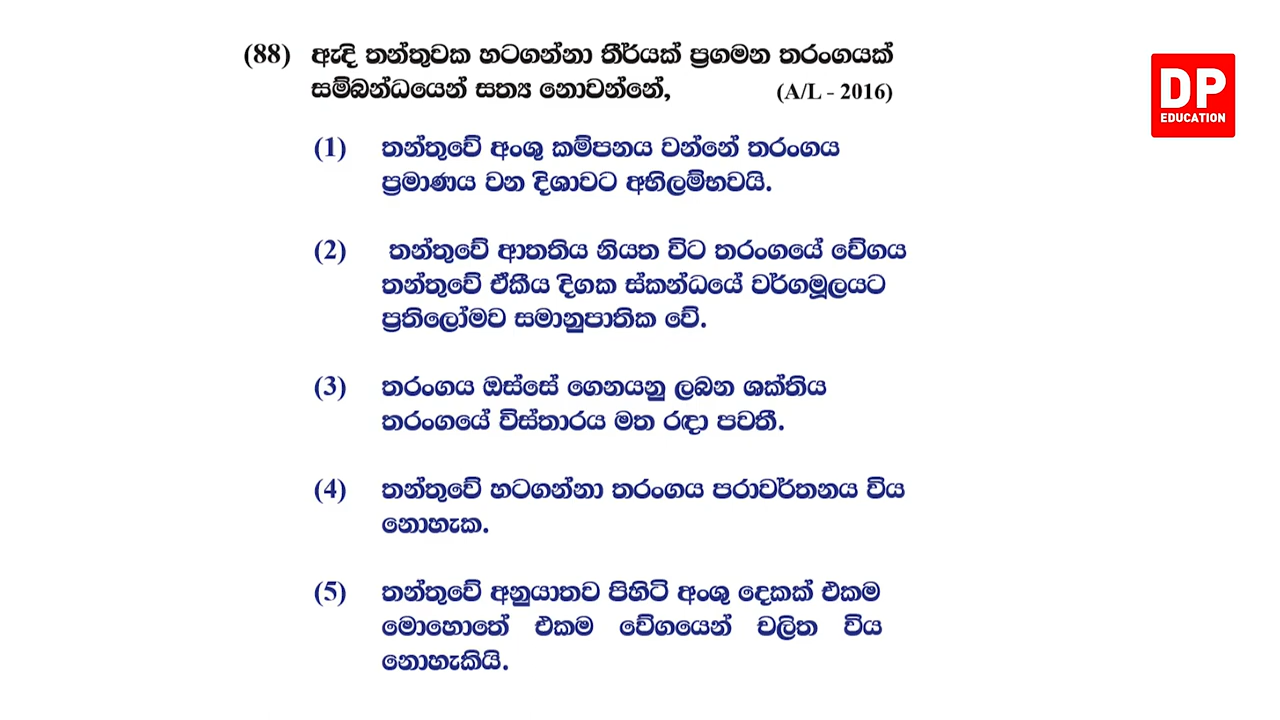 (88) ඇදි තන්තුවක හටගන්නා තීර්යක් ප්‍රගමන තරංගයක්
සම්බන්ධයෙන් සත්‍ය නොවන්නේ, (A/L - 2016)
DP
EDUCATION
(1) තන්තුවේ අංශු කම්පනය වන්නේ තරංගය
ප්‍රමාණය වන දිශාවට අභිලම්භවයි.
(2) තන්තුවේ ආතතිය නියත විට තරංගයේ වේගය
තන්තුවේ ඒකීය දිගක ස්කන්ධයේ වර්ගමූලයට
ප්‍රතිලෝමව සමානුපාතික වේ.
(3) තරංගය ඔස්සේ ගෙනයනු ලබන ශක්තිය
තරංගයේ විස්තාරය මත රඳා පවතී.
(4) තන්තුවේ හටගන්නා තරංගය පරාවර්තනය විය
නොහැක.
(5) තන්තුවේ අනුයාතව පිහිටි අංශු දෙකක් එකම
මොහොතේ එකම වේගයෙන් චලිත විය
නොහැකියි.